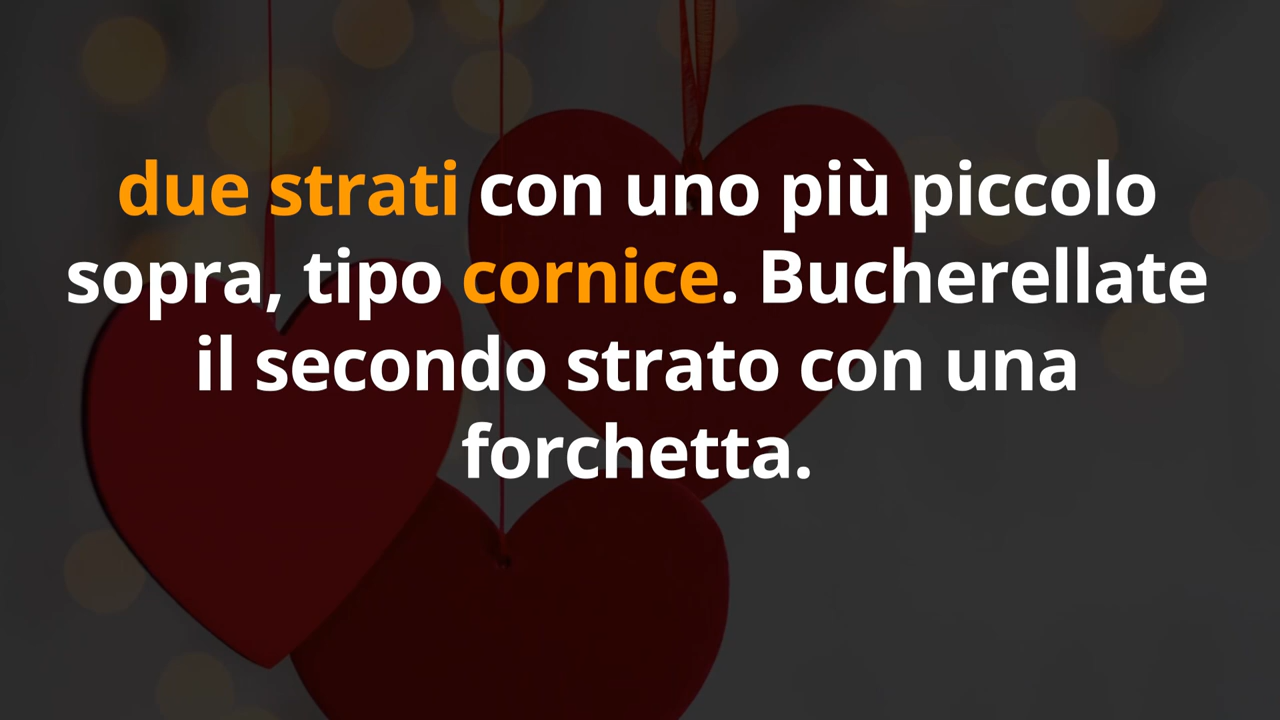 due strati con uno più piccolo
sopra, tipo cornice. Bucherellate
il secondo strato con una
forchetta.